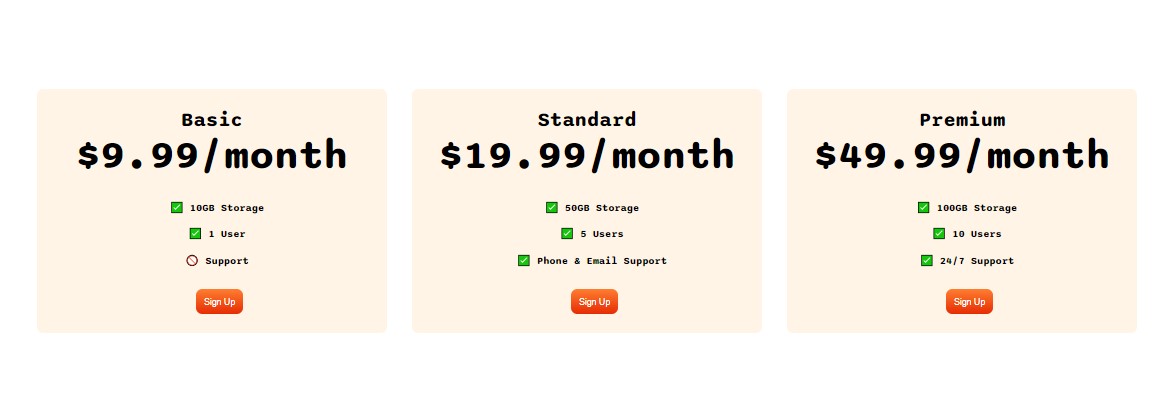 Basic
$9.99/month
10GB Storage
1 User
Support
Sign Up
Standard
$19.99/month
50GB Storage
5 Users
Phone & Email Support
Sign Up
Premium
$49.99/month
100GB Storage
10 Users
24/7 Support
Sign Up